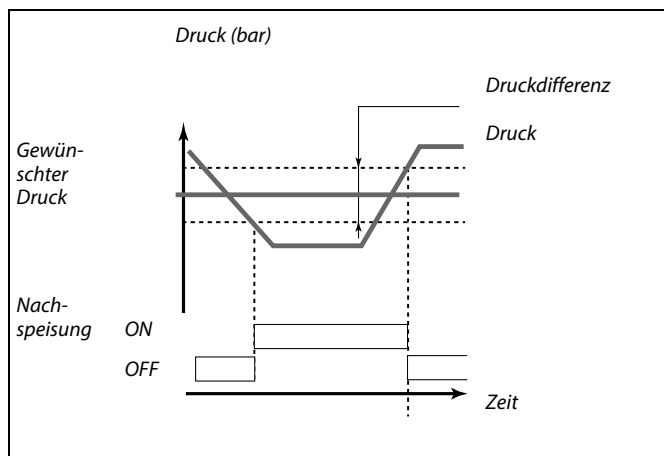 Druck (bar)
Druckdifferenz
Druck
Gewün-
schter
Druck
Nach-
speisung
ON
OFF
Zeit